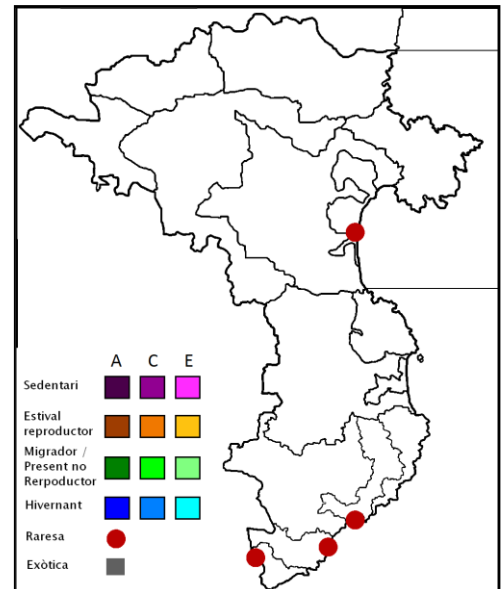 A C E
Sedentari
Estival
reproductor
Migrador /
Present no
Rerpoductor
Hivernant
Raresa
Exòtica